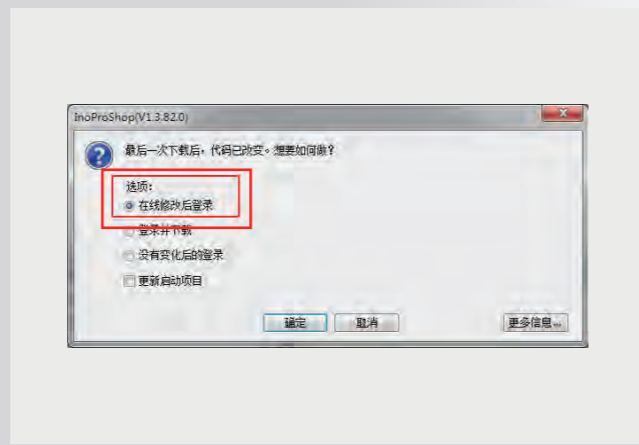 InoProShop(V1.3.82.0)
最后一次下载后，代码已改变。想要如何做?
选项:
在线修改后登录
登录并下载
没有变化后的登录
更新启动项目
确定
取消
更多信息...